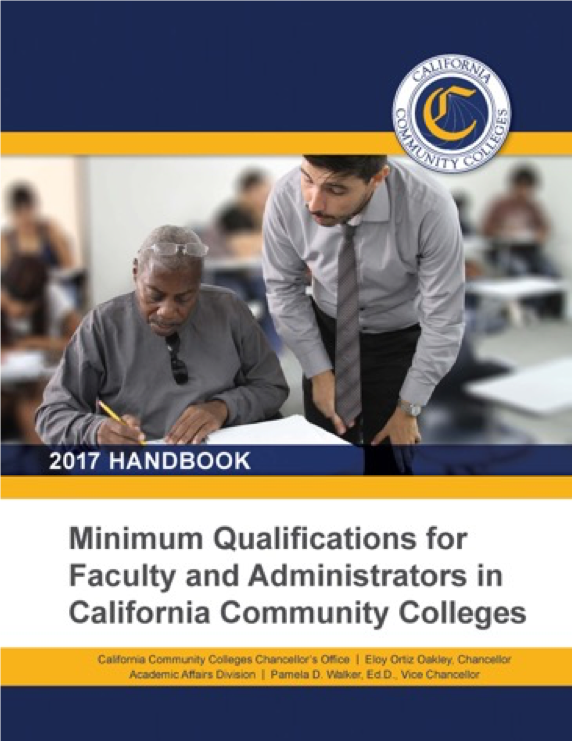 CALIFORNIA
COMMUNITY COLLEGES
C
2017 HANDBOOK
Minimum Qualifications for
Faculty and Administrators in
California Community Colleges
California Community Colleges Chancellor's Office | Eloy Ortiz Oakley, Chancellor
Academic Affairs Division | Pamela D. Walker, Ed.D., Vice Chancellor